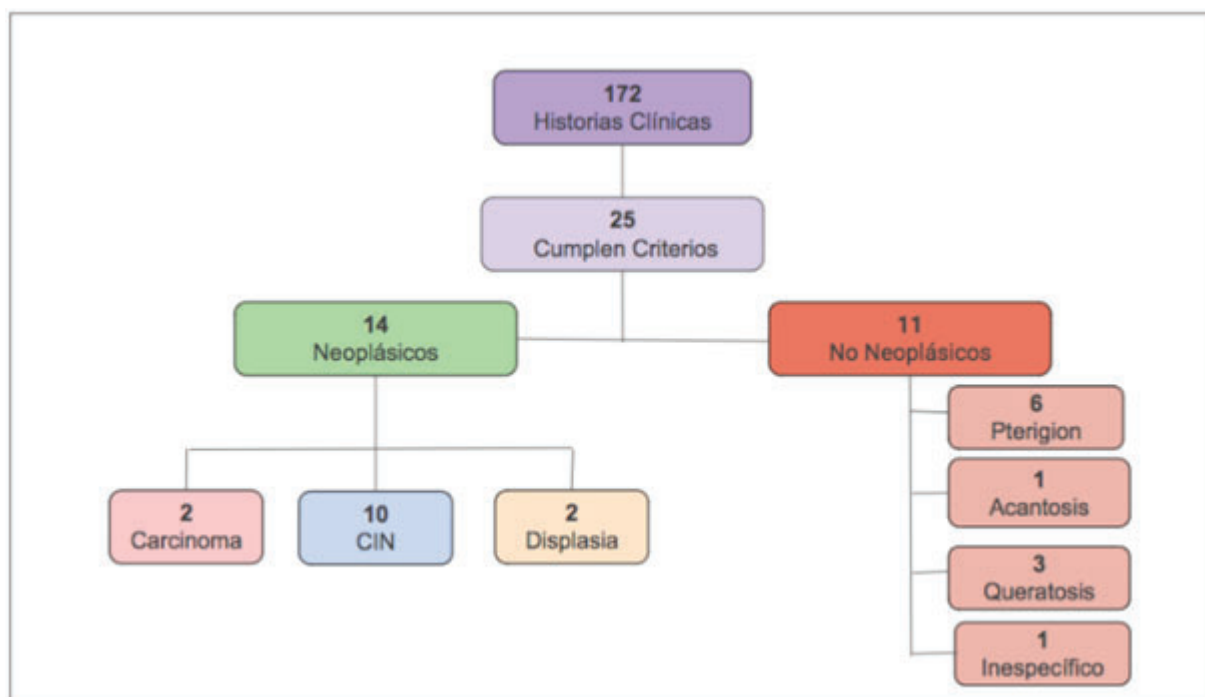 172
Historias Clínicas
25
Cumplen Criterios
14
Neoplásicos
11
No Neoplásicos
6
Pterigion
1
Acantosis
3
Queratosis
1
Inespecífico
2
Carcinoma
10
CIN
2
Displasia